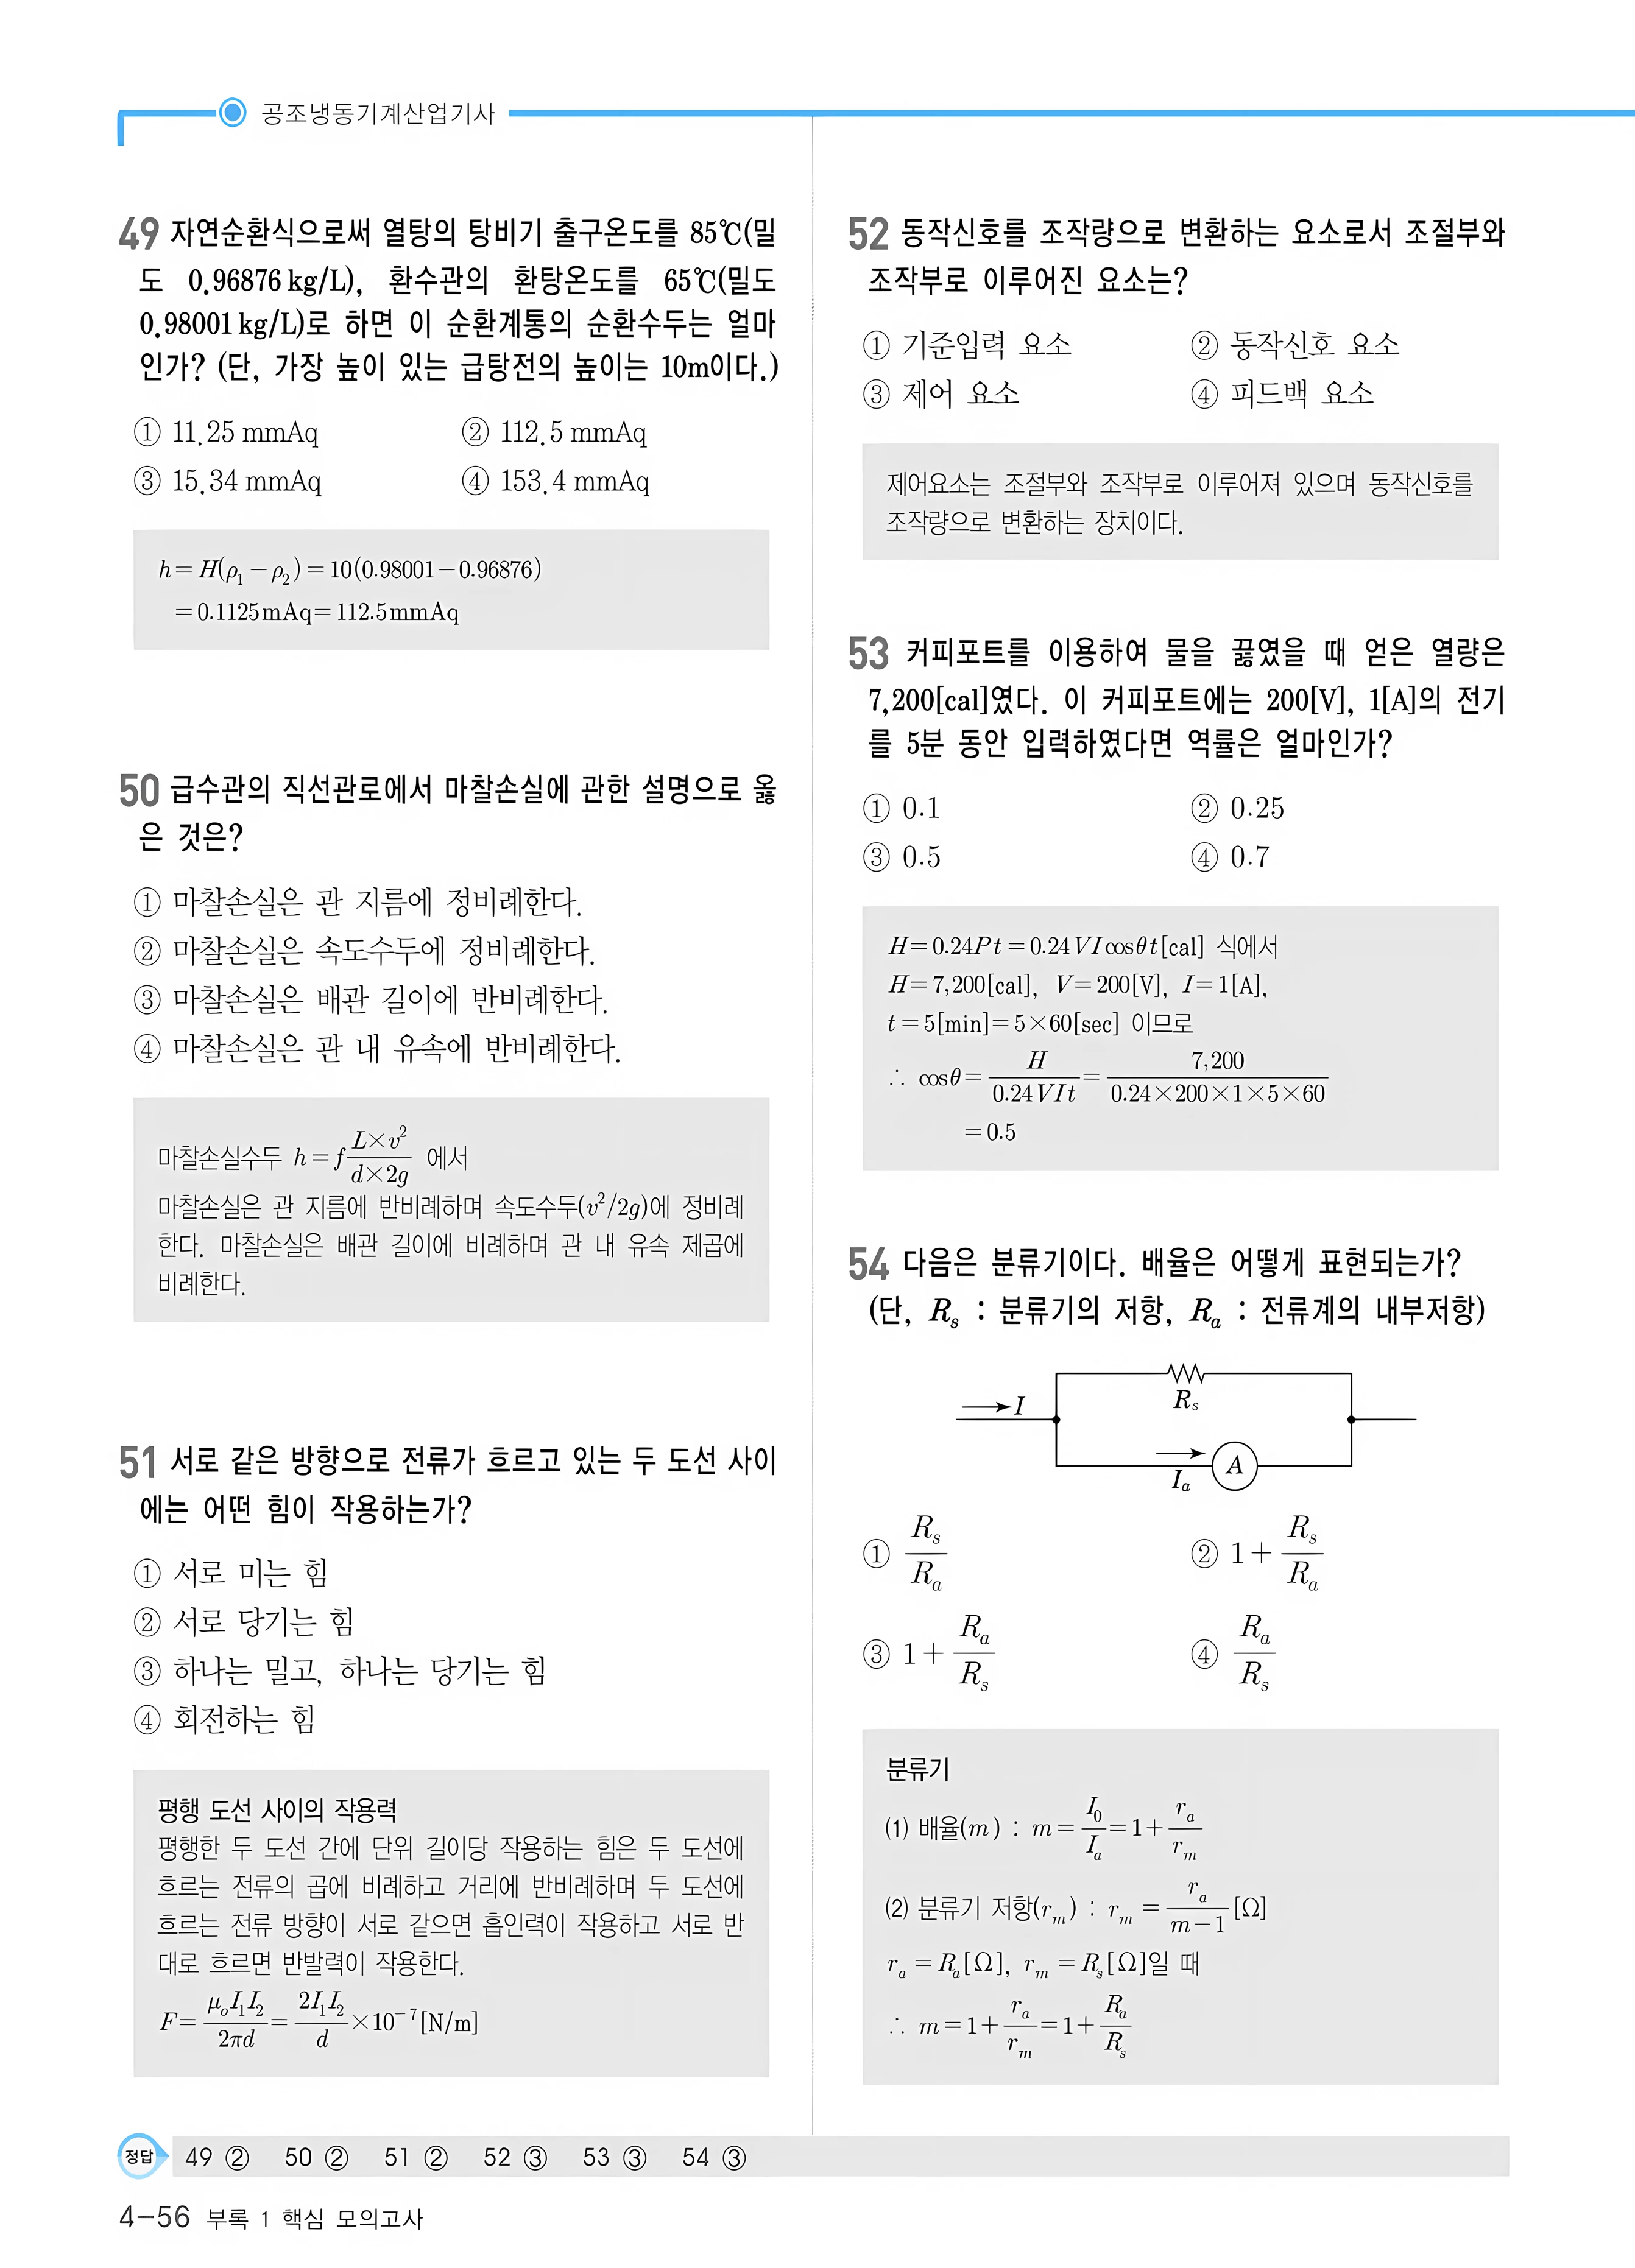 공조냉동기계산업기사
49 자연순환식으로써 열탕의 탕비기 출구온도를 85℃(밀
도 0.96876 kg/L), 환수관의 환탕온도를 65℃(밀도
0.98001 kg/L)로 하면 이 순환계통의 순환수두는 얼마
인가? (단, 가장 높이 있는 급탕전의 높이는 10m이다.)
① 11.25 mmAq ② 112.5 mmAq
③ 15.34 mmAq ④ 153.4 mmAq
h = H(ρ₁ − ρ₂) = 10(0.98001 − 0.96876)
= 0.1125mAq = 112.5mmAq
50 급수관의 직선관로에서 마찰손실에 관한 설명으로 옳
은 것은?
① 마찰손실은 관 지름에 정비례한다.
② 마찰손실은 속도수두에 정비례한다.
③ 마찰손실은 배관 길이에 반비례한다.
④ 마찰손실은 관 내 유속에 반비례한다.
마찰손실수두 h = f (L×v²)/(d×2g) 에서
마찰손실은 관 지름에 반비례하며 속도수두(v²/2g)에 정비례
한다. 마찰손실은 배관 길이에 비례하며 관 내 유속 제곱에
비례한다.
51 서로 같은 방향으로 전류가 흐르고 있는 두 도선 사이
에는 어떤 힘이 작용하는가?
① 서로 미는 힘
② 서로 당기는 힘
③ 하나는 밀고, 하나는 당기는 힘
④ 회전하는 힘
평행 도선 사이의 작용력
평행한 두 도선 간에 단위 길이당 작용하는 힘은 두 도선에
흐르는 전류의 곱에 비례하고 거리에 반비례하며 두 도선에
흐르는 전류 방향이 서로 같으면 흡인력이 작용하고 서로 반
대로 흐르면 반발력이 작용한다.
F = μₒI₁I₂/2πd = 2I₁I₂/d × 10⁻⁷[N/m]
52 동작신호를 조작량으로 변환하는 요소로서 조절부와
조작부로 이루어진 요소는?
① 기준입력 요소 ② 동작신호 요소
③ 제어 요소 ④ 피드백 요소
제어요소는 조절부와 조작부로 이루어져 있으며 동작신호를
조작량으로 변환하는 장치이다.
53 커피포트를 이용하여 물을 끓였을 때 얻은 열량은
7,200[cal]였다. 이 커피포트에는 200[V], 1[A]의 전기
를 5분 동안 입력하였다면 역률은 얼마인가?
① 0.1 ② 0.25
③ 0.5 ④ 0.7
H = 0.24Pt = 0.24VIcosθt[cal] 식에서
H = 7,200[cal], V = 200[V], I = 1[A],
t = 5[min] = 5×60[sec] 이므로
∴ cosθ = H/0.24VIt = 7,200/0.24×200×1×5×60
= 0.5
54 다음은 분류기이다. 배율은 어떻게 표현되는가?
(단, Rₛ : 분류기의 저항, Rₐ : 전류계의 내부저항)
Rₛ
I
A
Iₐ
① Rₛ/Rₐ ② 1 + Rₛ/Rₐ
③ 1 + Rₐ/Rₛ ④ Rₐ/Rₛ
분류기
(1) 배율(m) : m = I₀/Iₐ = 1 + rₐ/rₘ
(2) 분류기 저항(rₘ) : rₘ = rₐ/(m−1) [Ω]
rₐ = Rₐ[Ω], rₘ = Rₛ[Ω]일 때
∴ m = 1 + rₐ/rₘ = 1 + Rₐ/Rₛ
정답 49 ② 50 ② 51 ② 52 ③ 53 ③ 54 ③
4-56 부록 1 핵심 모의고사